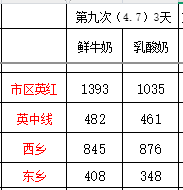 第九次（4.7）3天
鲜牛奶 乳酸奶
市区英红 1393 1035
英中线 482 461
西乡 845 876
东乡 408 348